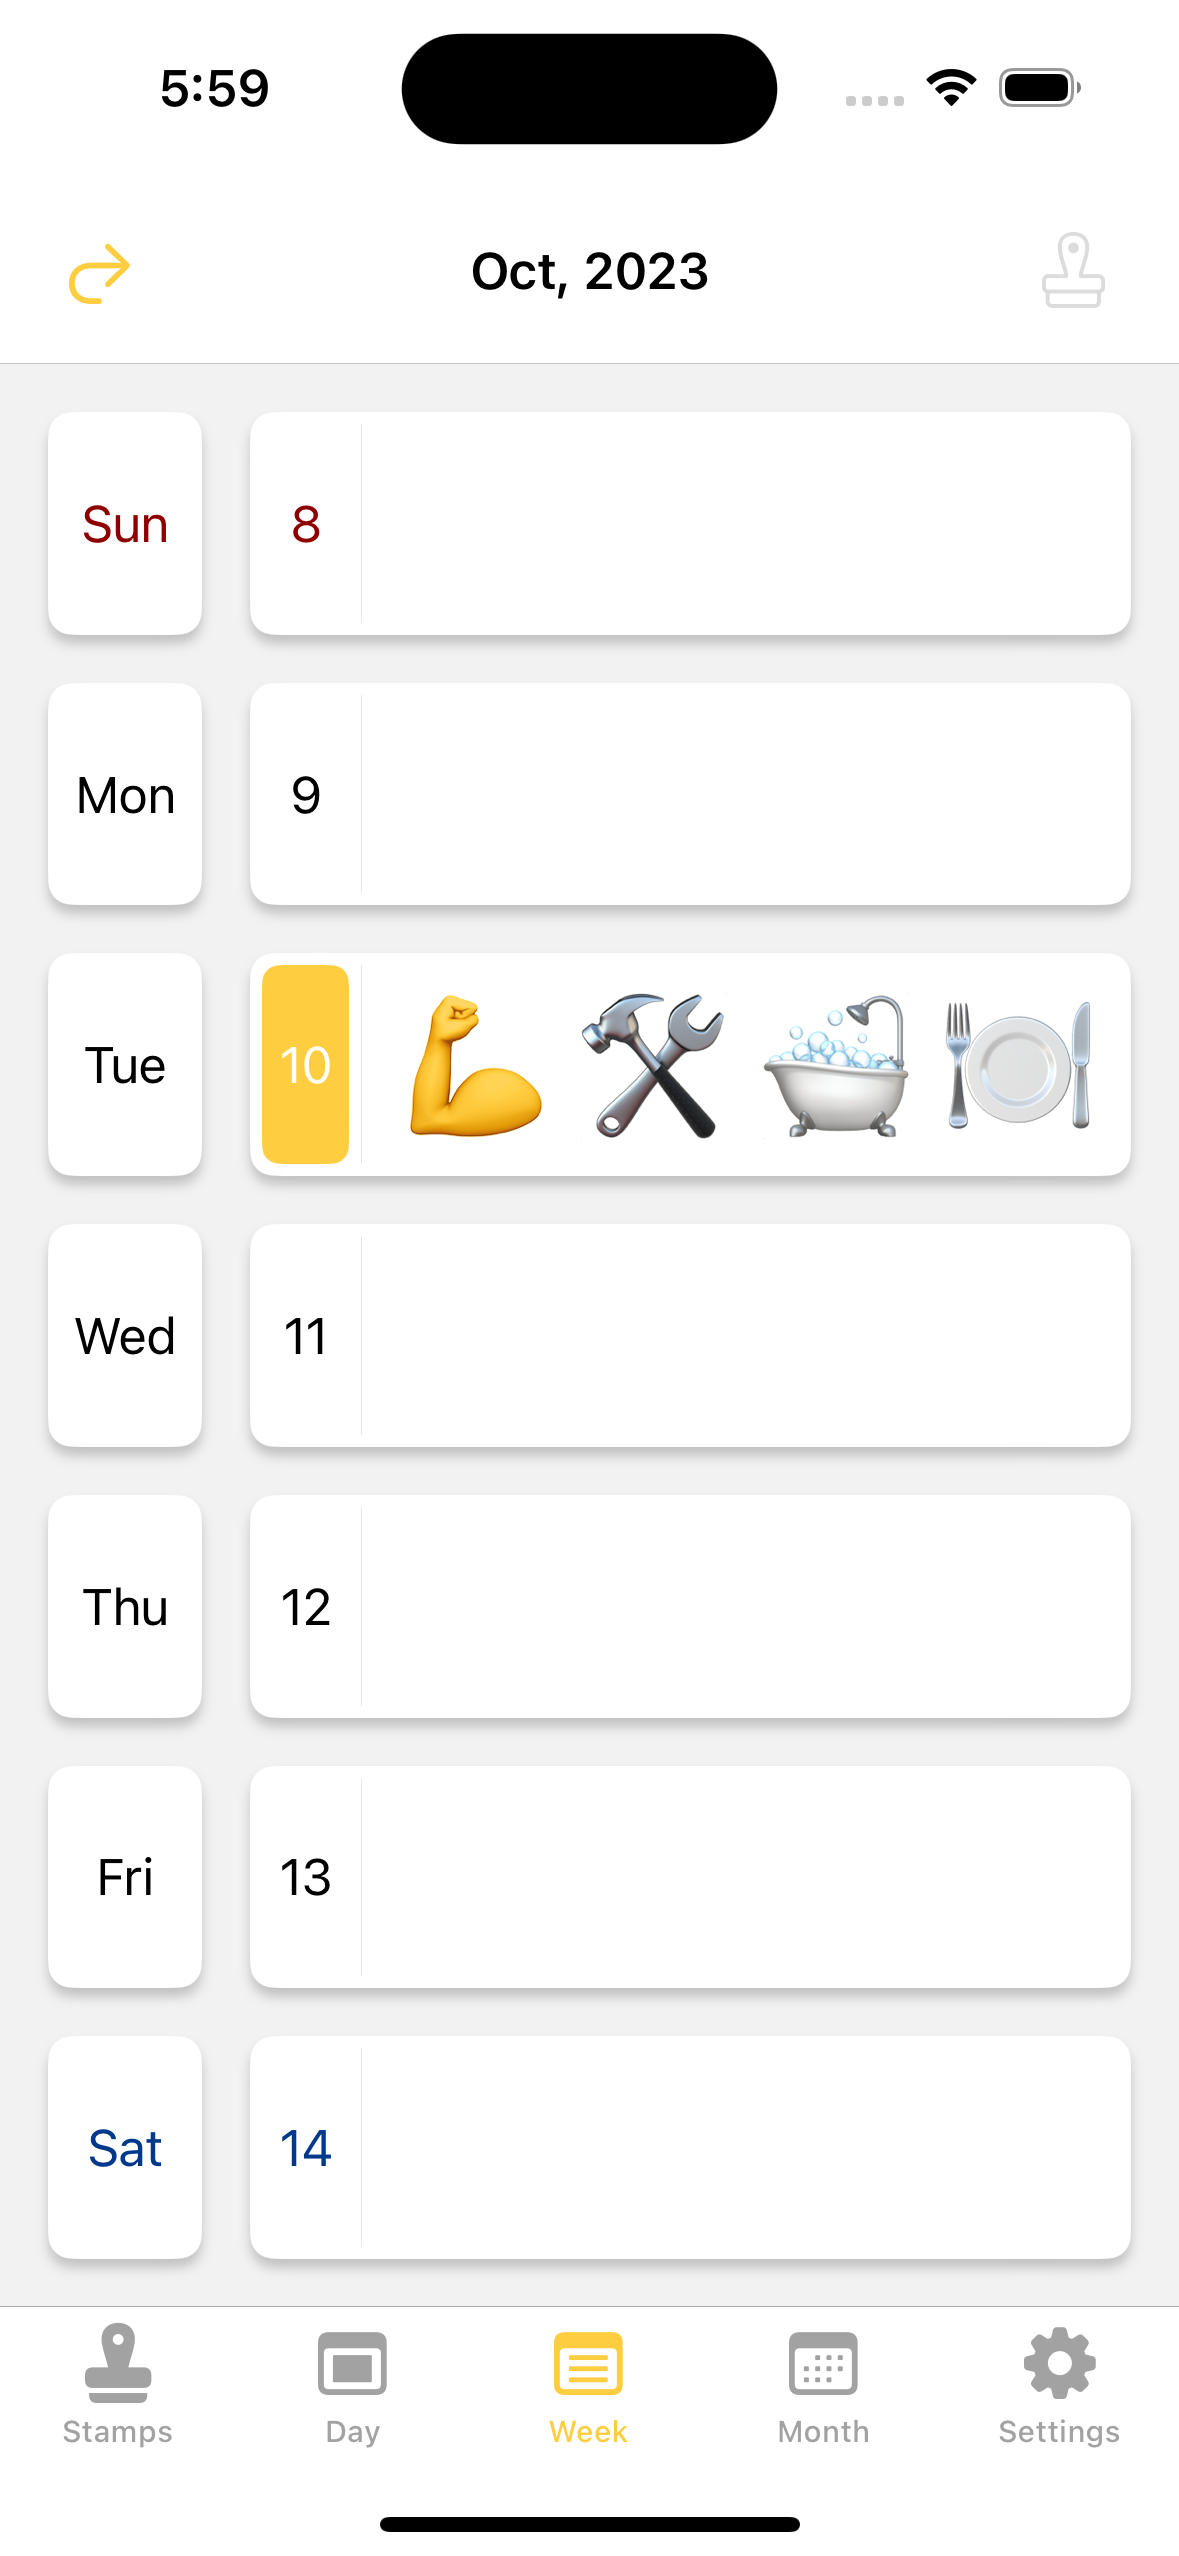 5:59
Oct, 2023
Sun 8
Mon 9
Tue 10
Wed 11
Thu 12
Fri 13
Sat 14
Stamps Day Week Month Settings